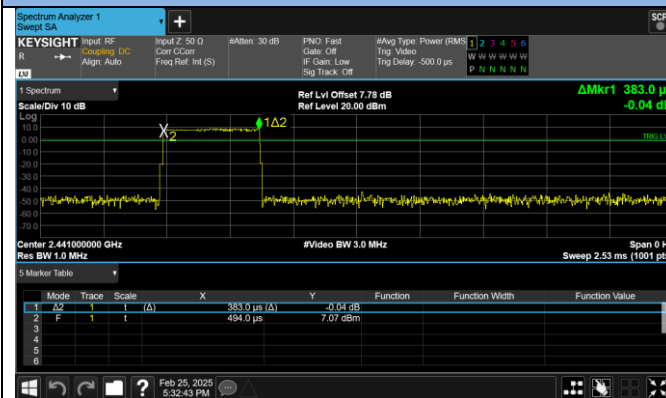 Spectrum Analyzer 1
Swept SA
+
SCP
KEYSIGHT
R
LXI
Input: RF
Coupling: DC
Align: Auto
Input Z: 50 Ω
Corr CCorr
Freq Ref: Int (S)
#Atten: 30 dB
PNO: Fast
Gate: Off
IF Gain: Low
Sig Track: Off
#Avg Type: Power (RMS
Trig: Video
Trig Delay: -500.0 µs
1 2 3 4 5 6
W W W W W W
P N N N N N
1 Spectrum
Scale/Div 10 dB
Ref Lvl Offset 7.78 dB
Ref Level 20.00 dBm
ΔMkr1 383.0 µ
-0.04 d
Log
10.0
0.00
-10.0
-20.0
-30.0
-40.0
-50.0
-60.0
-70.0
X2
1Δ2
TRIG LV
Center 2.441000000 GHz
Res BW 1.0 MHz
#Video BW 3.0 MHz
Span 0 H
Sweep 2.53 ms (1001 pts
5 Marker Table
Mode Trace Scale X Y Function Function Width Function Value
1 Δ2 1 t (Δ) 383.0 µs (Δ) -0.04 dB
2 F 1 t 494.0 µs 7.07 dBm
3
4
5
6
?
Feb 25, 2025
5:32:43 PM